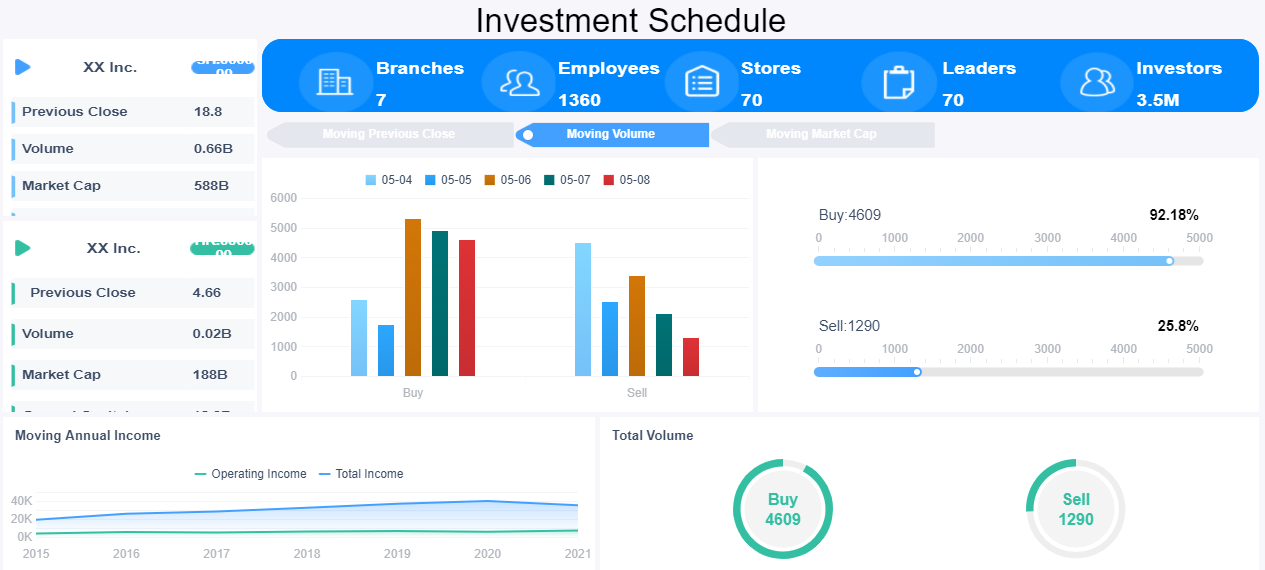 Investment Schedule
XX Inc.
Previous Close 18.8
Volume 0.66B
Market Cap 588B
XX Inc.
Previous Close 4.66
Volume 0.02B
Market Cap 188B
Branches
7
Employees
1360
Stores
70
Leaders
70
Investors
3.5M
Moving Previous Close
Moving Volume
Moving Market Cap
05-04 05-05 05-06 05-07 05-08
6000
5000
4000
3000
2000
1000
0
Buy Sell
Buy:4609 92.18%
0 1000 2000 3000 4000 5000
Sell:1290 25.8%
0 1000 2000 3000 4000 5000
Moving Annual Income
Operating Income Total Income
40K
20K
0K
2015 2016 2017 2018 2019 2020 2021
Total Volume
Buy
4609
Sell
1290